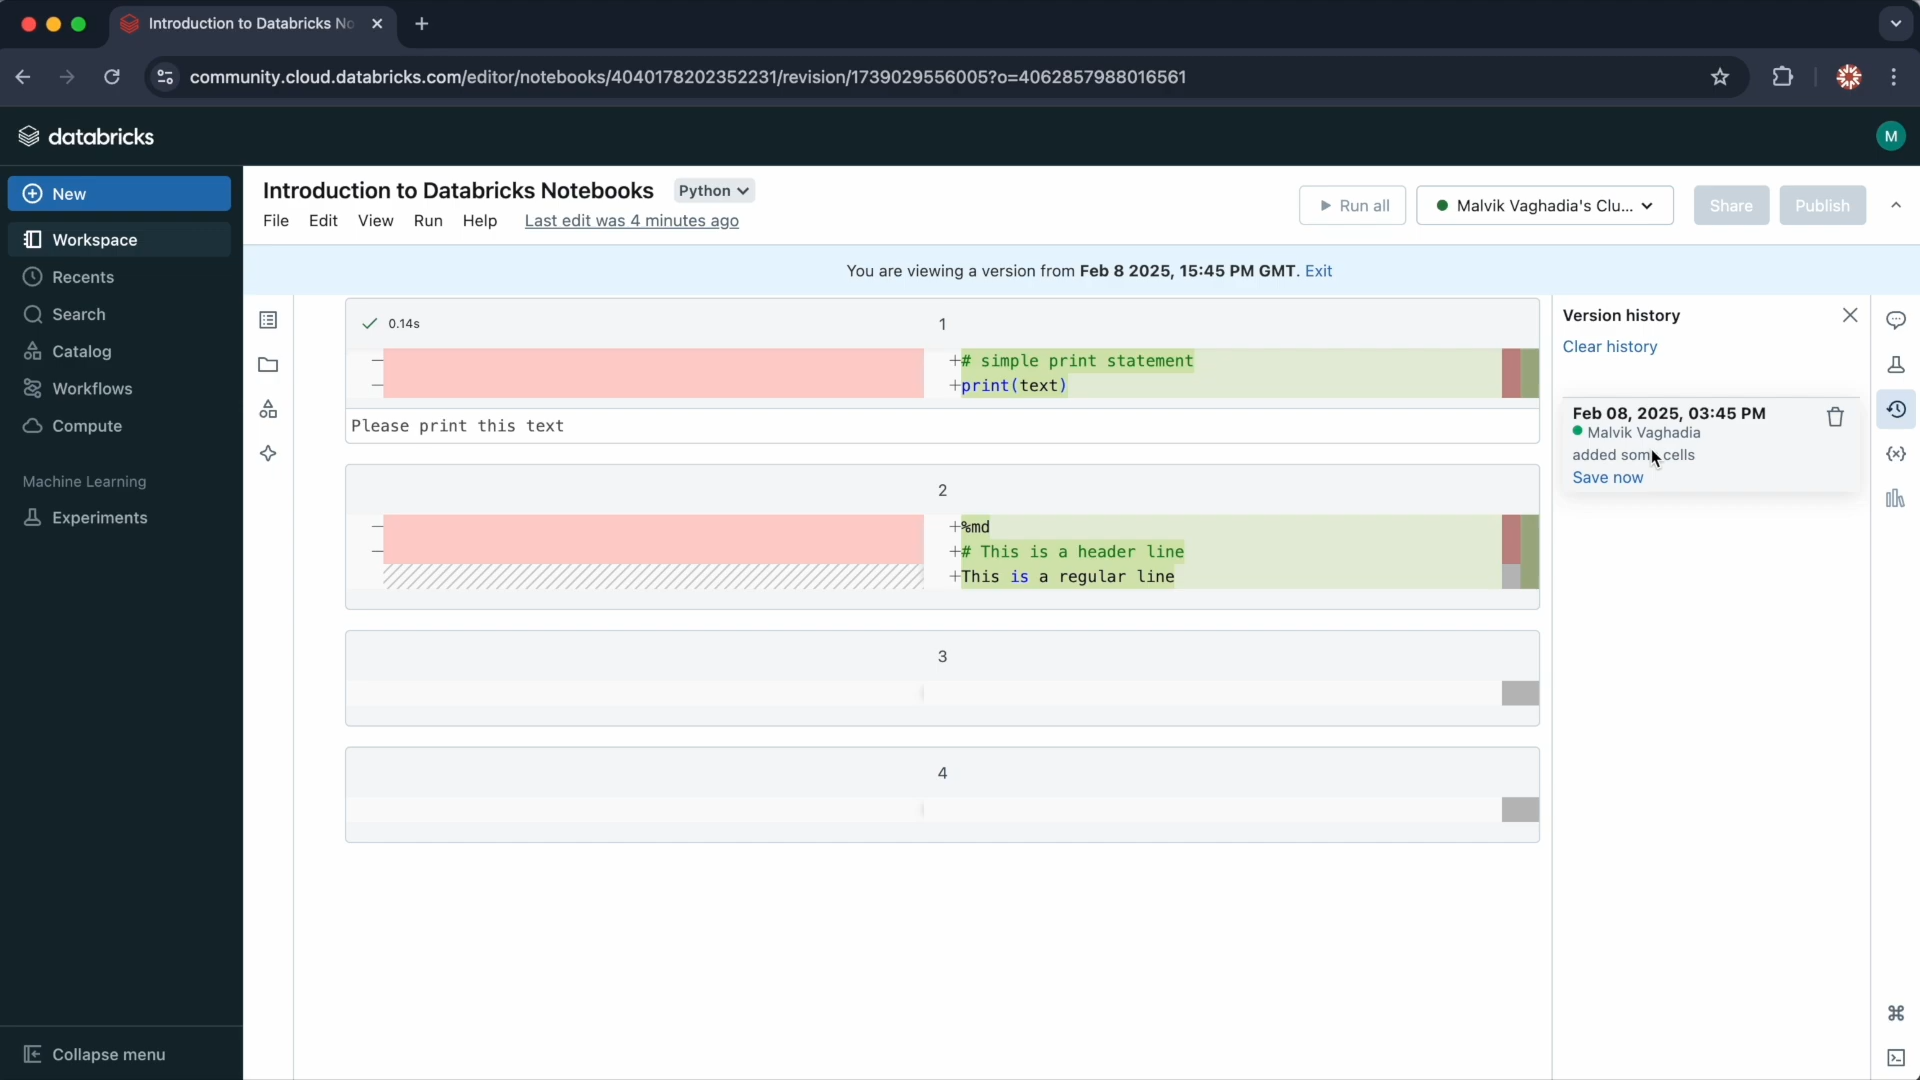 Introduction to Databricks No
community.cloud.databricks.com/editor/notebooks/4040178202352231/revision/1739029556005?o=4062857988016561
databricks
M
New
Workspace
Recents
Search
Catalog
Workflows
Compute
Machine Learning
Experiments
Collapse menu
Introduction to Databricks Notebooks
Python
File Edit View Run Help Last edit was 4 minutes ago
Run all
Malvik Vaghadia's Clu...
Share
Publish
You are viewing a version from Feb 8 2025, 15:45 PM GMT. Exit
0.14s
1
+# simple print statement
+print(text)
Please print this text
2
+%md
+# This is a header line
+This is a regular line
3
4
Version history
Clear history
Feb 08, 2025, 03:45 PM
Malvik Vaghadia
added some cells
Save now